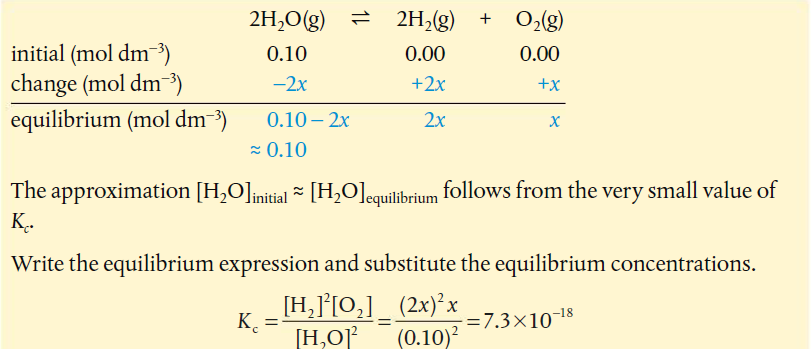 2H₂O(g) ⇌ 2H₂(g) + O₂(g)
initial (mol dm⁻³) 0.10 0.00 0.00
change (mol dm⁻³) −2x +2x +x
equilibrium (mol dm⁻³) 0.10 – 2x 2x x
≈ 0.10
The approximation [H₂O]initial ≈ [H₂O]equilibrium follows from the very small value of
Kc.
Write the equilibrium expression and substitute the equilibrium concentrations.
Kc = [H₂]²[O₂] / [H₂O]² = (2x)²x / (0.10)² = 7.3×10⁻¹⁸